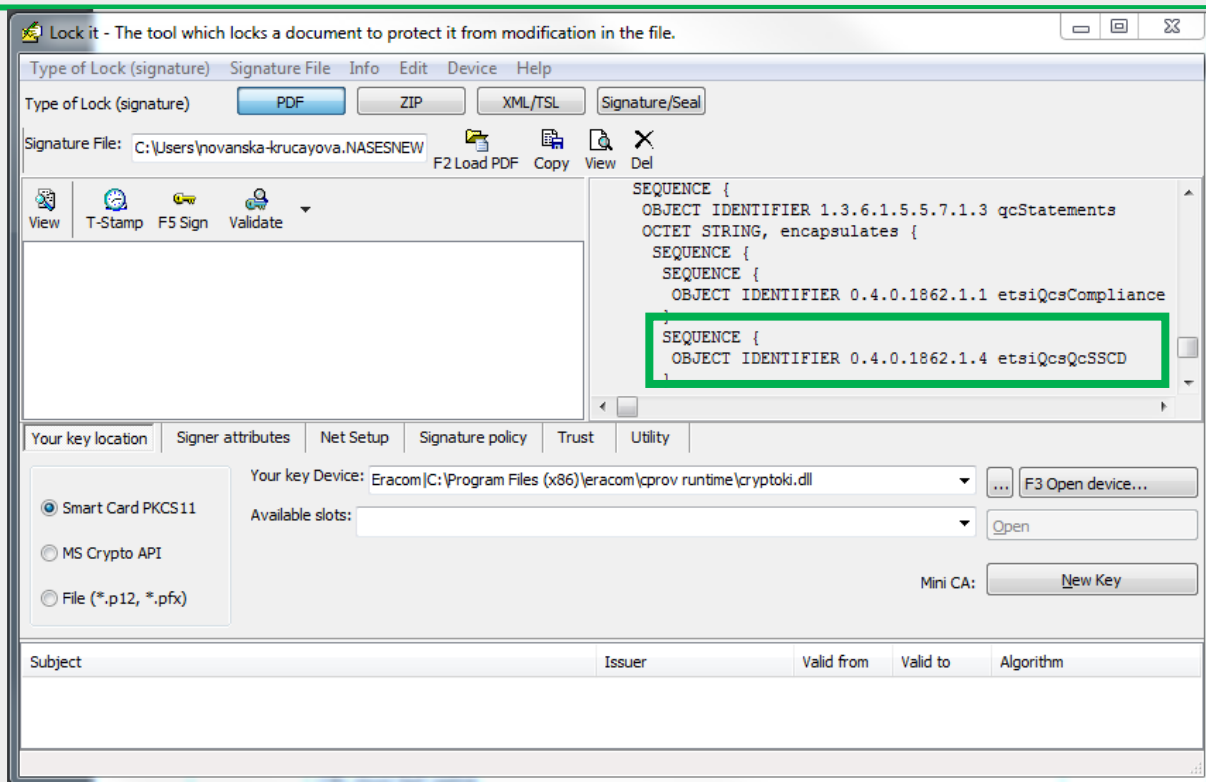 Lock it - The tool which locks a document to protect it from modification in the file.
Type of Lock (signature) Signature File Info Edit Device Help
Type of Lock (signature) PDF ZIP XML/TSL Signature/Seal
Signature File: C:\Users\novanska-krucayova.NASESNEW F2 Load PDF Copy View Del
View T-Stamp F5 Sign Validate
SEQUENCE {
OBJECT IDENTIFIER 1.3.6.1.5.5.7.1.3 qcStatements
OCTET STRING, encapsulates {
SEQUENCE {
SEQUENCE {
OBJECT IDENTIFIER 0.4.0.1862.1.1 etsiQcsCompliance
}
SEQUENCE {
OBJECT IDENTIFIER 0.4.0.1862.1.4 etsiQcsQcSSCD
}
Your key location Signer attributes Net Setup Signature policy Trust Utility
Your key Device: Eracom|C:\Program Files (x86)\eracom\cprov runtime\cryptoki.dll ... F3 Open device...
Smart Card PKCS11
Available slots: Open
MS Crypto API
Mini CA: New Key
File (*.p12, *.pfx)
Subject Issuer Valid from Valid to Algorithm